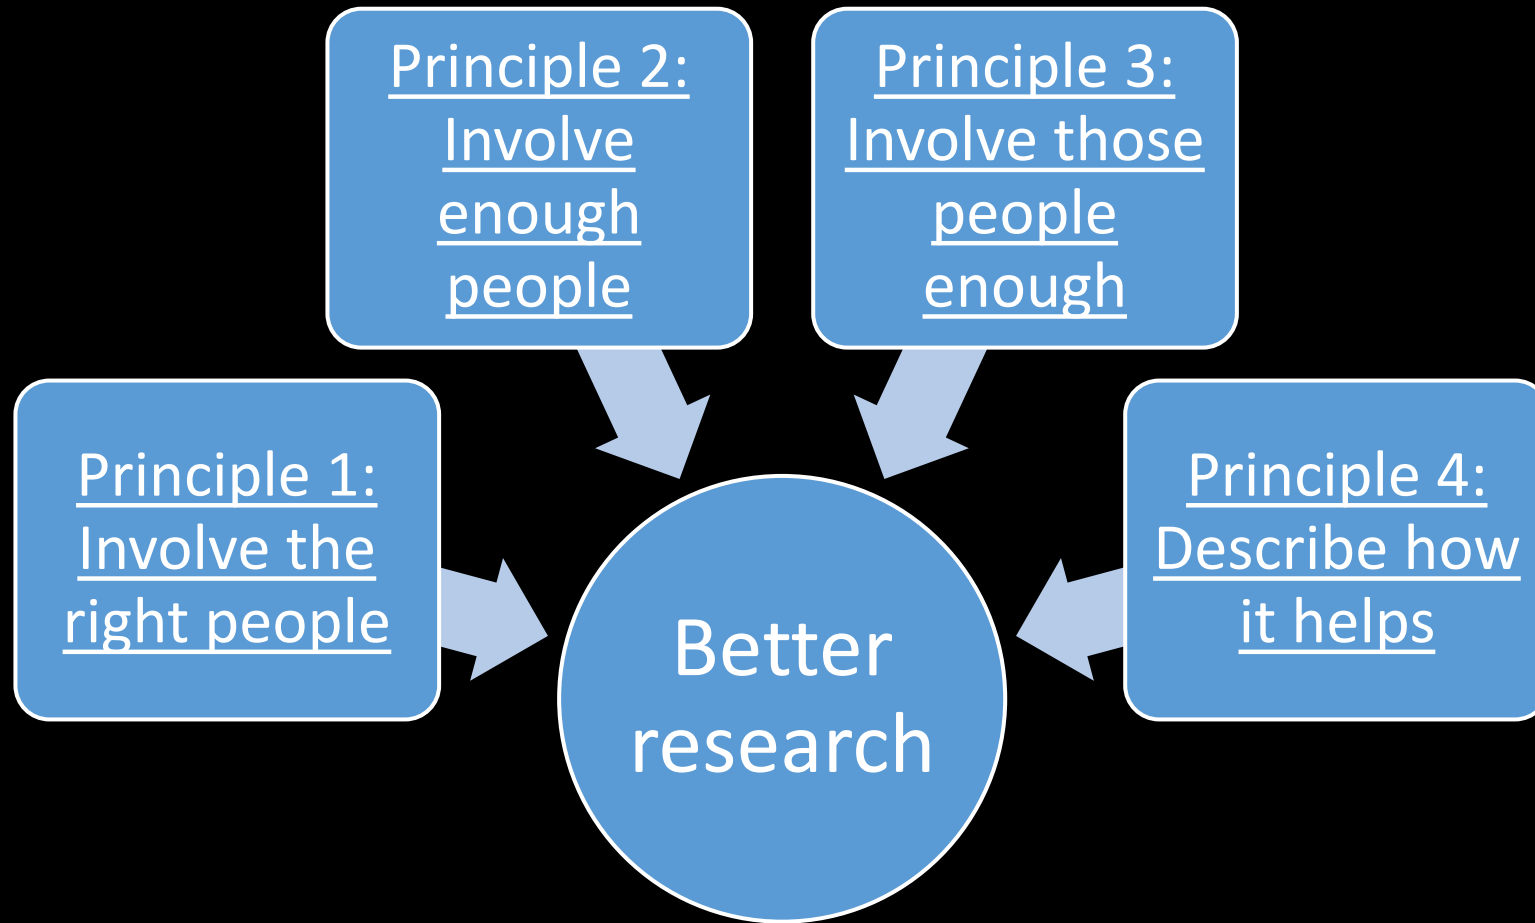 Principle 1:
Involve the
right people
Principle 2:
Involve
enough
people
Principle 3:
Involve those
people
enough
Principle 4:
Describe how
it helps
Better
research